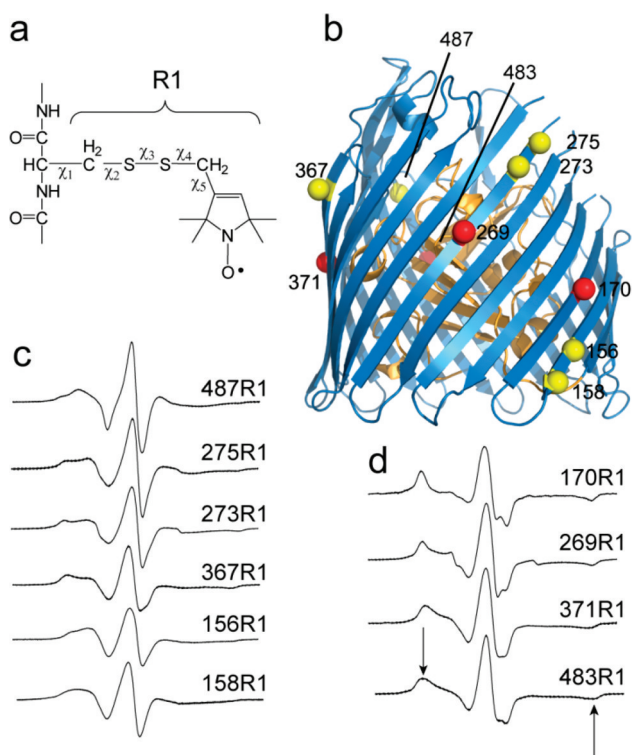 a
R1
NH
O=C
H2
HC χ1 C χ2 S χ3 S χ4 CH2
χ5
NH
O=C
N
O•
b
487
483
275
273
367
269
371
170
156
158
c
487R1
275R1
273R1
367R1
156R1
158R1
d
170R1
269R1
371R1
483R1